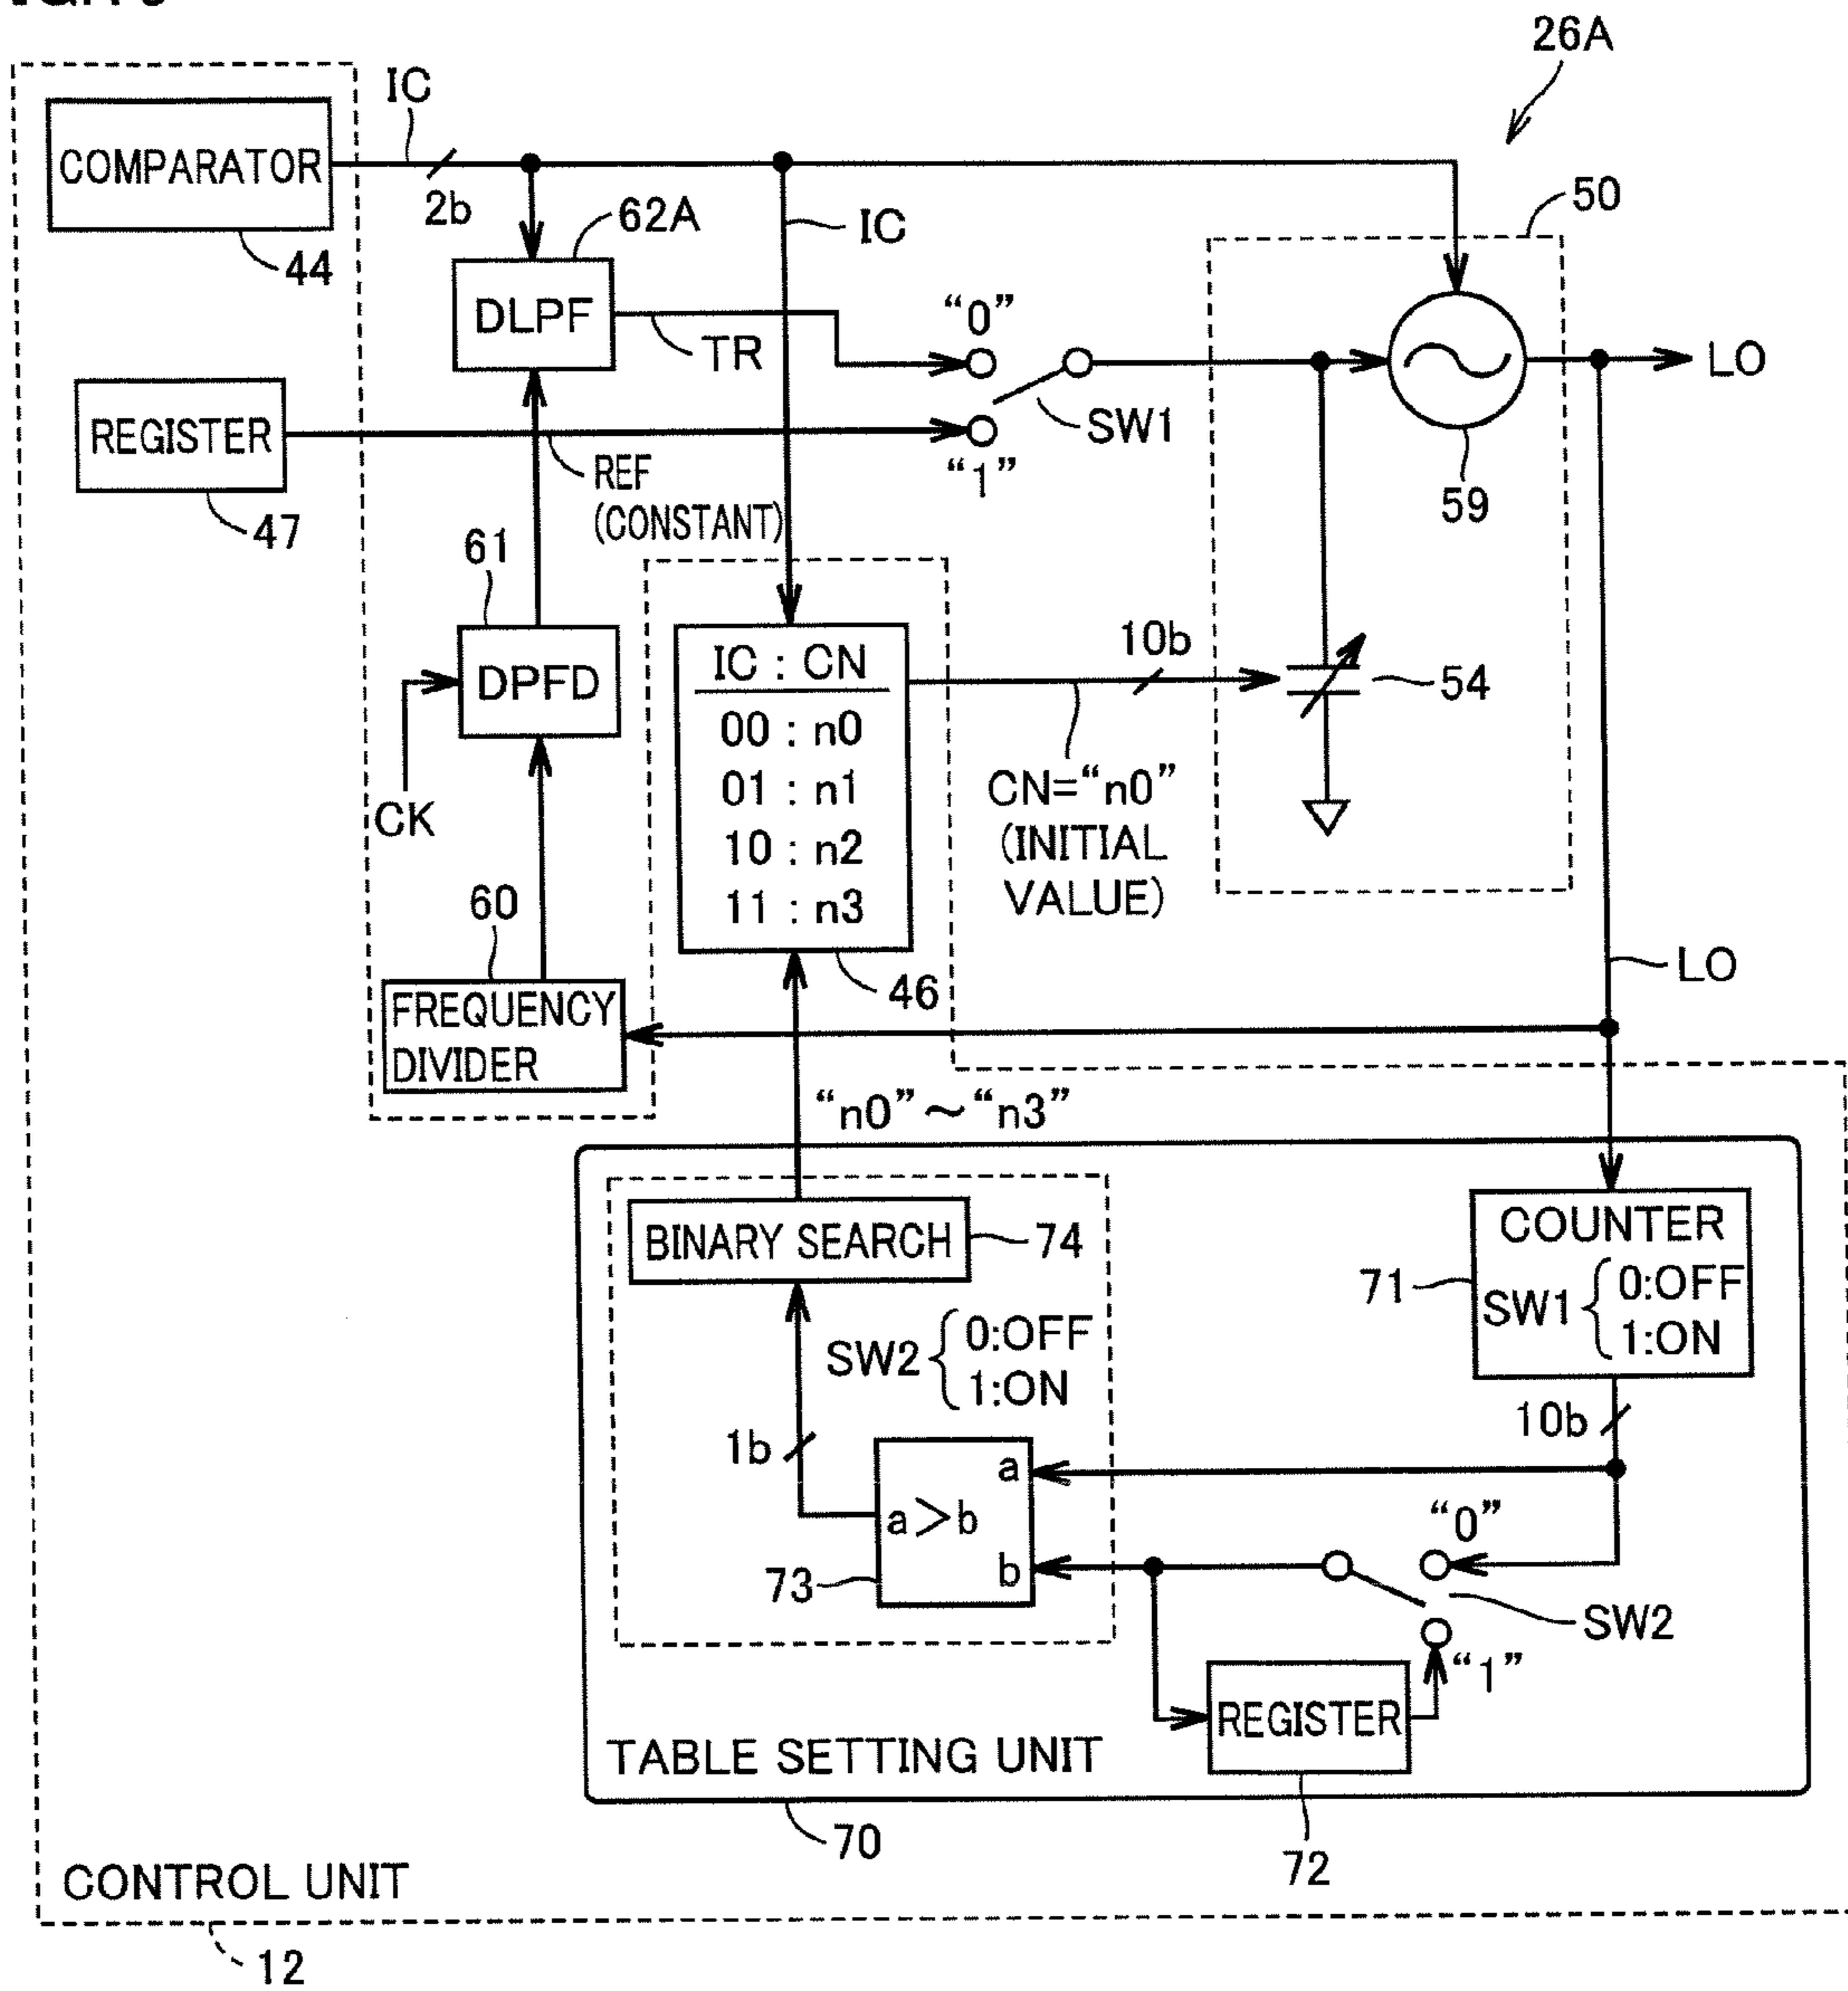 26A
IC
COMPARATOR
2b
44
62A
IC
50
DLPF
TR
“0”
LO
SW1
REGISTER
“1”
47
REF
(CONSTANT)
59
61
DPFD
CK
IC : CN
00 : n0
01 : n1
10 : n2
11 : n3
46
10b
54
CN=“n0”
(INITIAL
VALUE)
60
FREQUENCY
DIVIDER
LO
“n0”～“n3”
BINARY SEARCH
74
COUNTER
71
SW1
0:OFF
1:ON
SW2
0:OFF
1:ON
10b
1b
a
a>b
b
73
“0”
SW2
“1”
REGISTER
72
TABLE SETTING UNIT
70
CONTROL UNIT
12